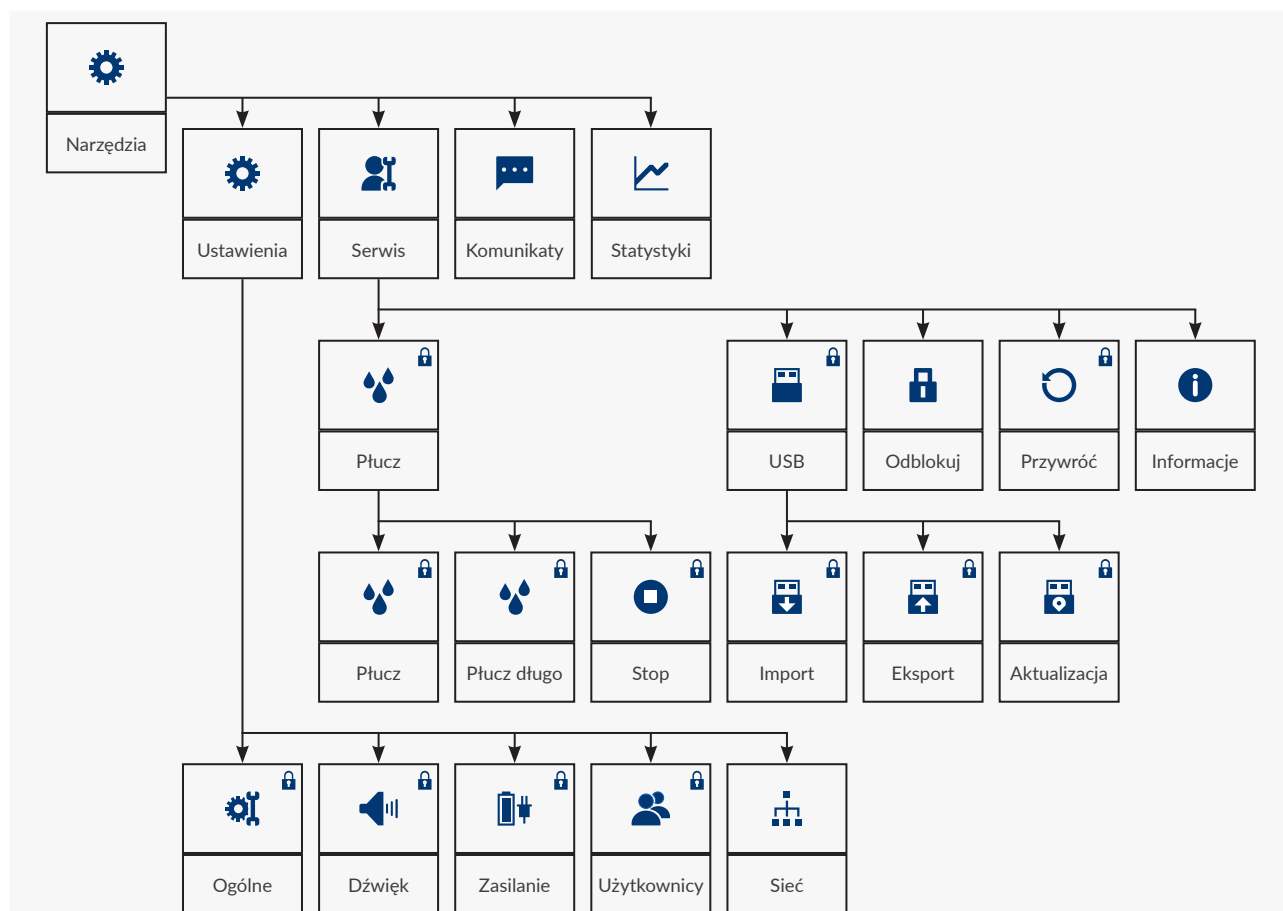 Narzędzia
Ustawienia
Serwis
Komunikaty
Statystyki
Płucz
USB
Odblokuj
Przywróć
Informacje
Płucz
Płucz długo
Stop
Import
Eksport
Aktualizacja
Ogólne
Dźwięk
Zasilanie
Użytkownicy
Sieć